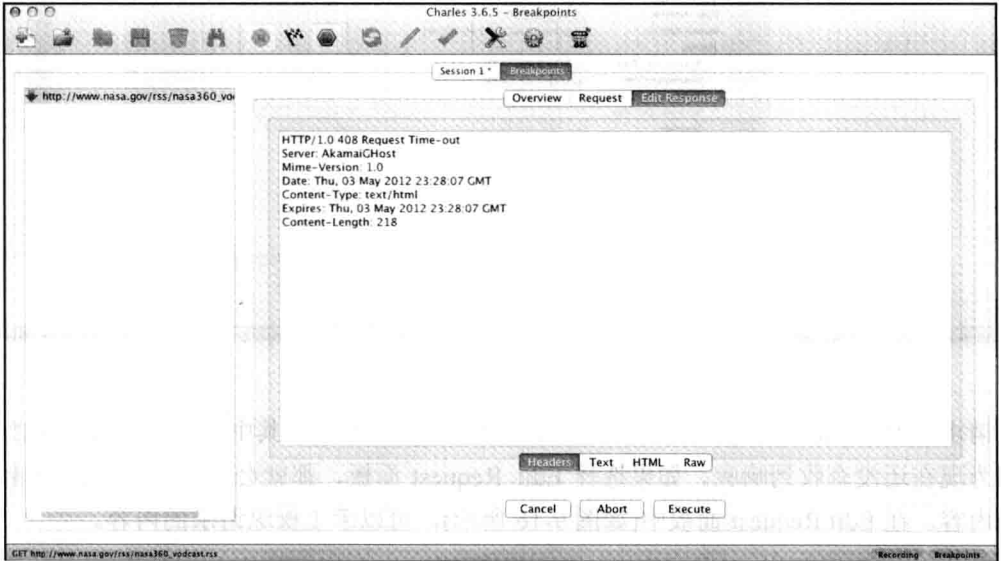 Charles 3.6.5 – Breakpoints
Session 1 *
Breakpoints
http://www.nasa.gov/rss/nasa360_vo
Overview
Request
Edit Response
HTTP/1.0 408 Request Time-out
Server: AkamaiGHost
Mime-Version: 1.0
Date: Thu, 03 May 2012 23:28:07 GMT
Content-Type: text/html
Expires: Thu, 03 May 2012 23:28:07 GMT
Content-Length: 218
Headers
Text
HTML
Raw
Cancel
Abort
Execute
GET http://www.nasa.gov/rss/nasa360_vodcast.rss
Recording
Breakpoints